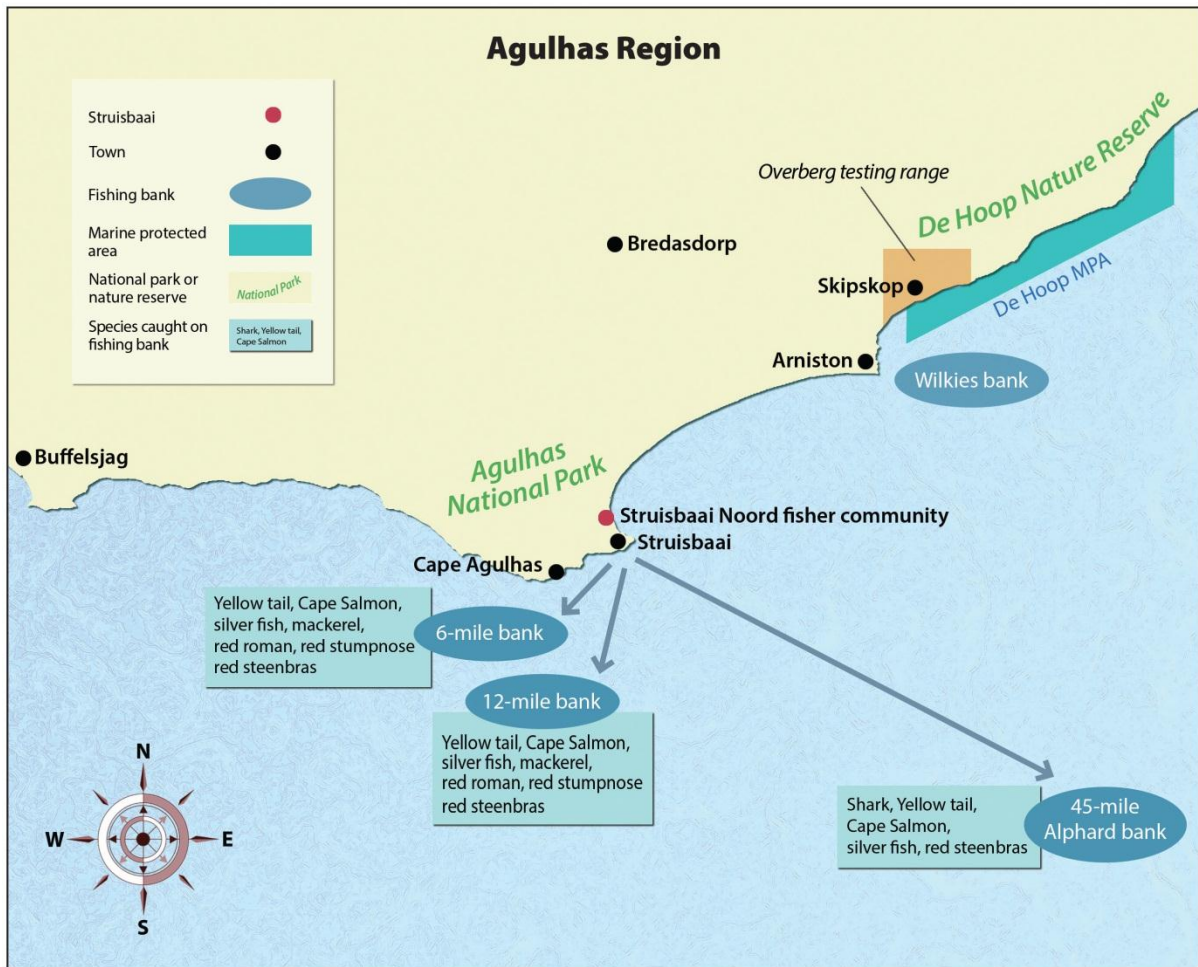 Agulhas Region
Struisbaai
Town
Fishing bank
Marine protected
area
National park or
nature reserve
National Park
Species caught on
fishing bank
Shark, Yellow tail,
Cape Salmon
Overberg testing range
De Hoop Nature Reserve
Bredasdorp
Skipskop
De Hoop MPA
Arniston
Wilkies bank
Buffelsjag
Agulhas
National Park
Struisbaai Noord fisher community
Struisbaai
Cape Agulhas
Yellow tail, Cape Salmon,
silver fish, mackerel,
red roman, red stumpnose
red steenbras
6-mile bank
12-mile bank
Yellow tail, Cape Salmon,
silver fish, mackerel,
red roman, red stumpnose
red steenbras
Shark, Yellow tail,
Cape Salmon,
silver fish, red steenbras
45-mile
Alphard bank
N
W
E
S